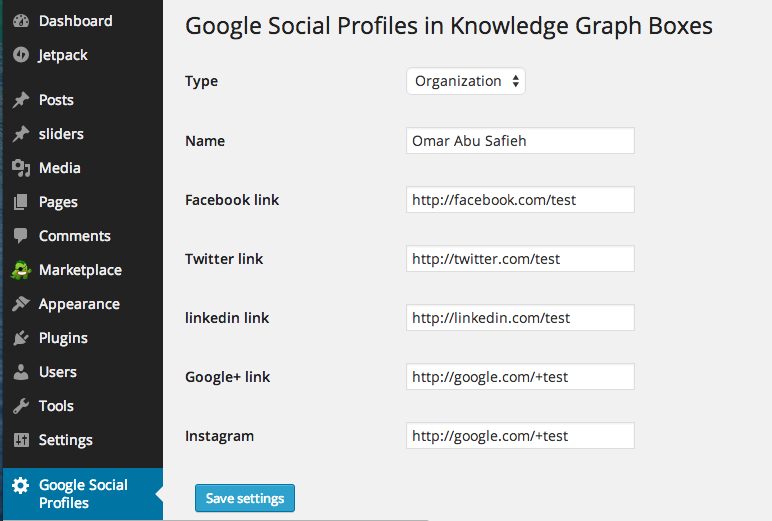 Dashboard
Jetpack
Posts
sliders
Media
Pages
Comments
Marketplace
Appearance
Plugins
Users
Tools
Settings
Google Social
Profiles
Google Social Profiles in Knowledge Graph Boxes
Type
Organization
Name
Omar Abu Safieh
Facebook link
http://facebook.com/test
Twitter link
http://twitter.com/test
linkedin link
http://linkedin.com/test
Google+ link
http://google.com/+test
Instagram
http://google.com/+test
Save settings